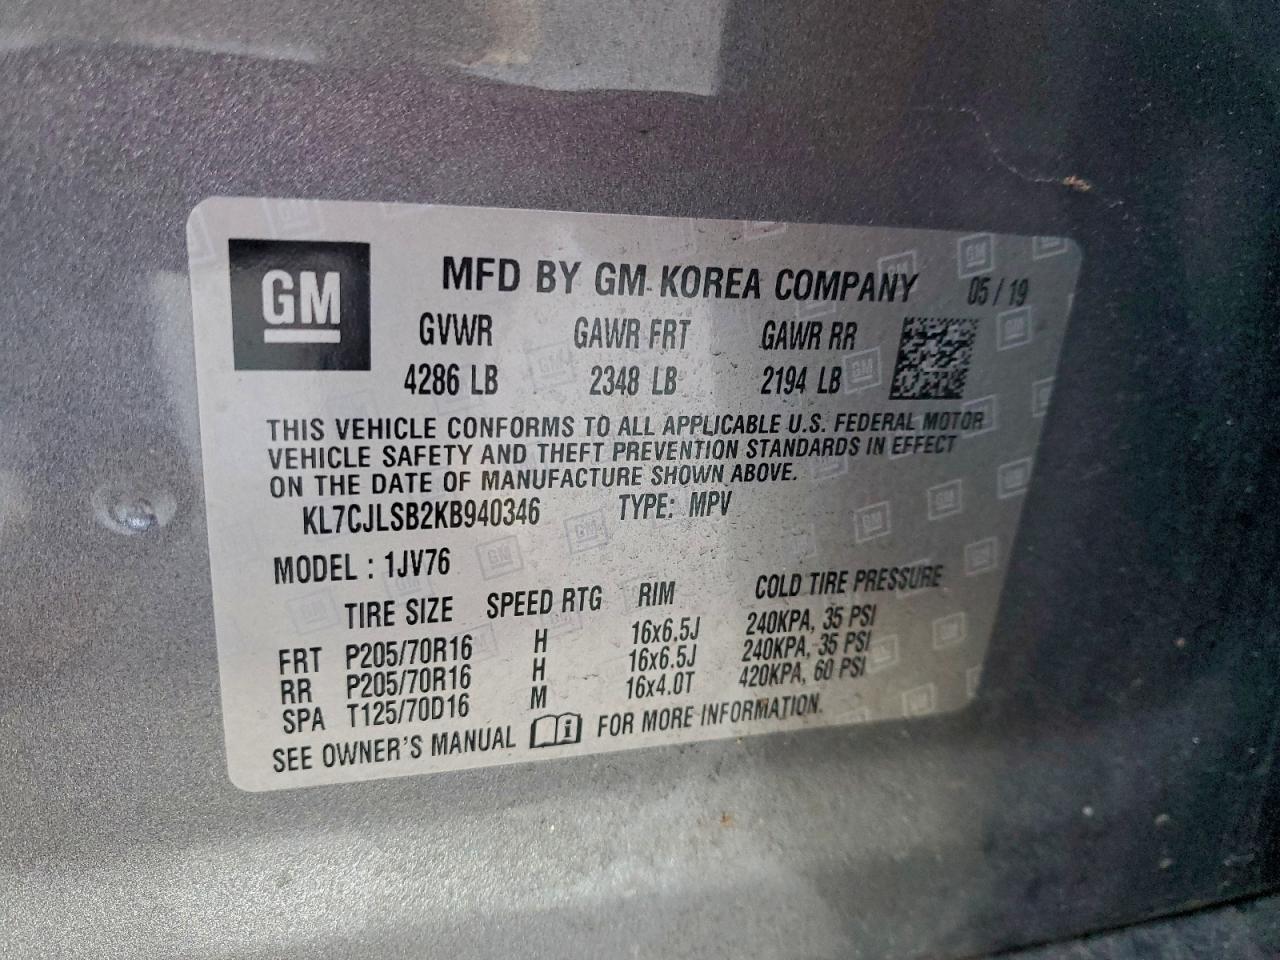 GM
MFD BY GM KOREA COMPANY 05 / 19
GVWR GAWR FRT GAWR RR
4286 LB 2348 LB 2194 LB
THIS VEHICLE CONFORMS TO ALL APPLICABLE U.S. FEDERAL MOTOR
VEHICLE SAFETY AND THEFT PREVENTION STANDARDS IN EFFECT
ON THE DATE OF MANUFACTURE SHOWN ABOVE.
KL7CJLSB2KB940346 TYPE: MPV
MODEL : 1JV76
TIRE SIZE SPEED RTG RIM COLD TIRE PRESSURE
FRT P205/70R16 H 16x6.5J 240KPA, 35 PSI
RR P205/70R16 H 16x6.5J 240KPA, 35 PSI
SPA T125/70D16 M 16x4.0T 420KPA, 60 PSI
SEE OWNER'S MANUAL FOR MORE INFORMATION.